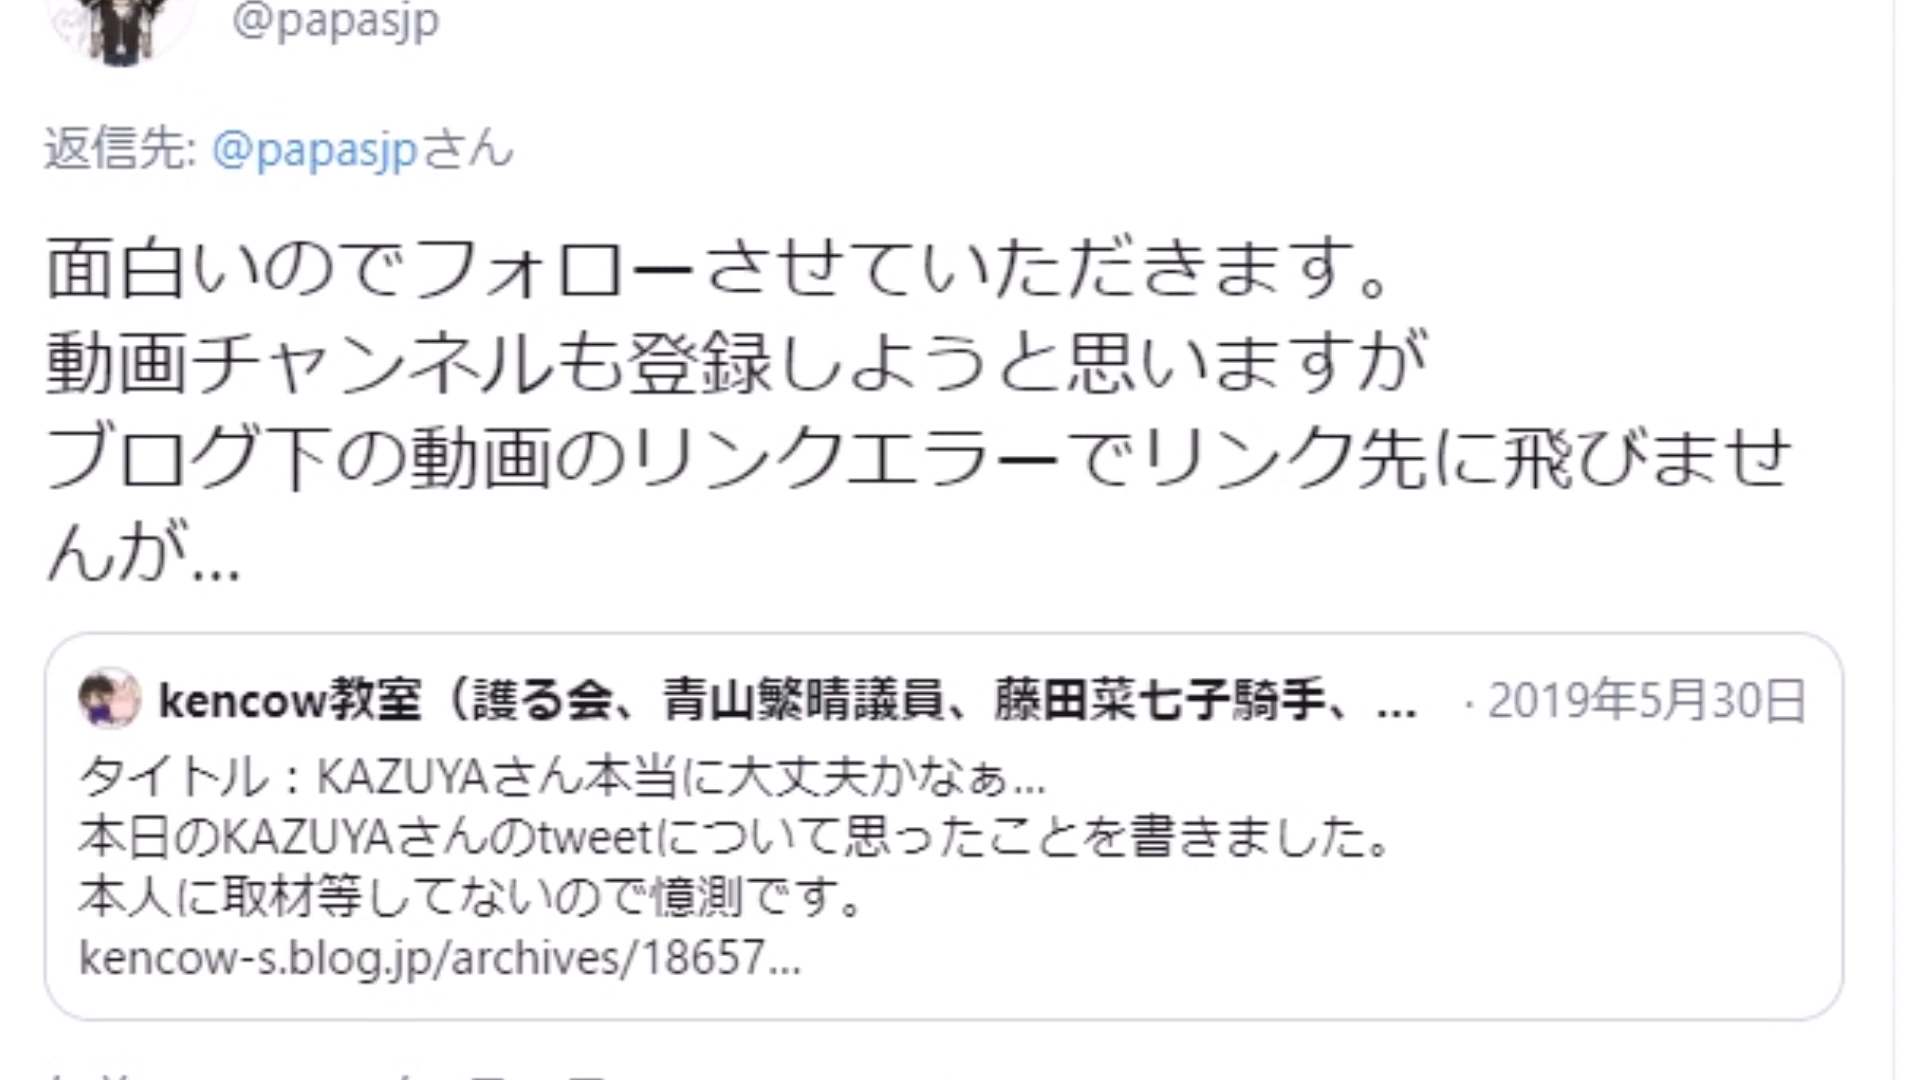 @papasjp
返信先: @papasjpさん
面白いのでフォローさせていただきます。
動画チャンネルも登録しようと思いますが
ブログ下の動画のリンクエラーでリンク先に飛びませ
んが...
kencow教室（護る会、青山繁晴議員、藤田菜七子騎手、... · 2019年5月30日
タイトル：KAZUYAさん本当に大丈夫かなぁ...
本日のKAZUYAさんのtweetについて思ったことを書きました。
本人に取材等してないので憶測です。
kencow-s.blog.jp/archives/18657...